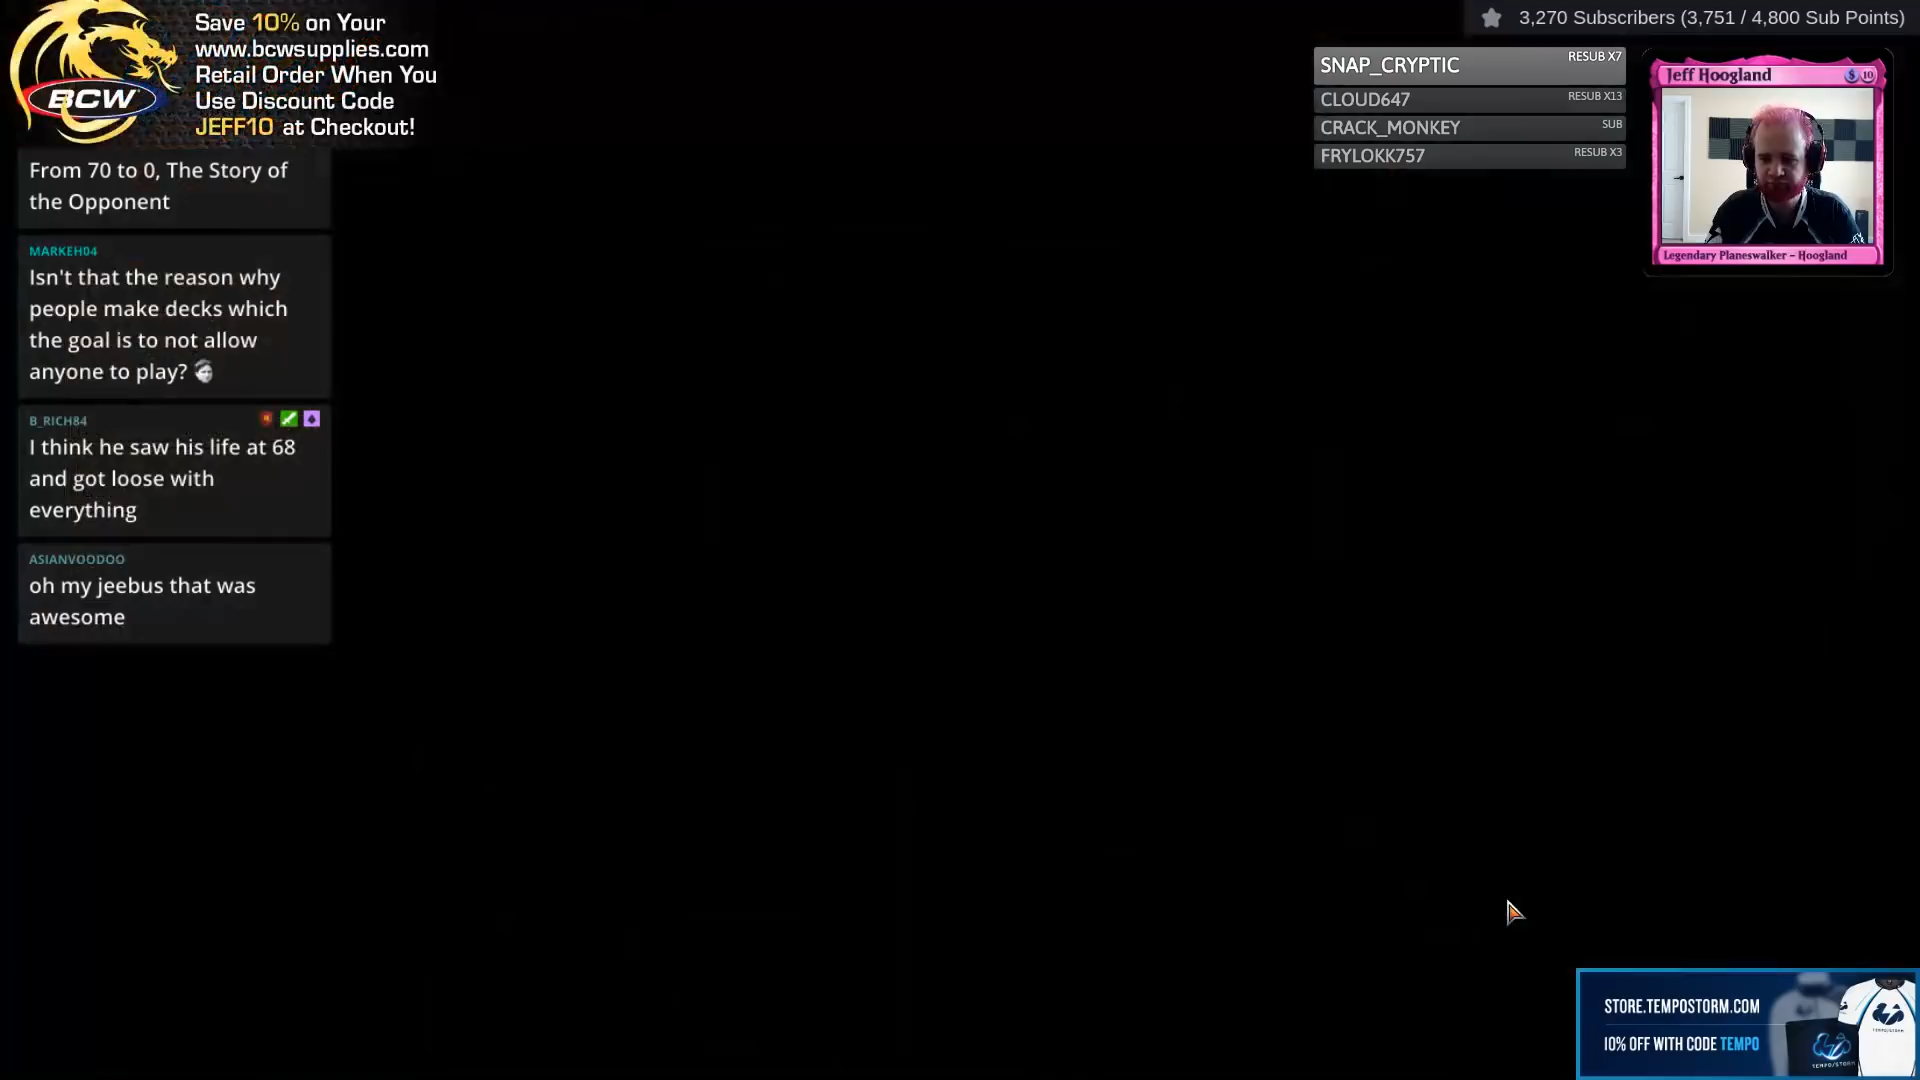 Save 10% on Your
www.bcwsupplies.com
Retail Order When You
Use Discount Code
JEFF10 at Checkout!
BCW
From 70 to 0, The Story of
the Opponent
MARKEH04
Isn't that the reason why
people make decks which
the goal is to not allow
anyone to play?
B_RICH84
I think he saw his life at 68
and got loose with
everything
ASIANVOODOO
oh my jeebus that was
awesome
3,270 Subscribers (3,751 / 4,800 Sub Points)
SNAP_CRYPTIC RESUB X7
CLOUD647 RESUB X13
CRACK_MONKEY SUB
FRYLOKK757 RESUB X3
Jeff Hoogland $ 10
Legendary Planeswalker – Hoogland
STORE.TEMPOSTORM.COM
10% OFF WITH CODE TEMPO